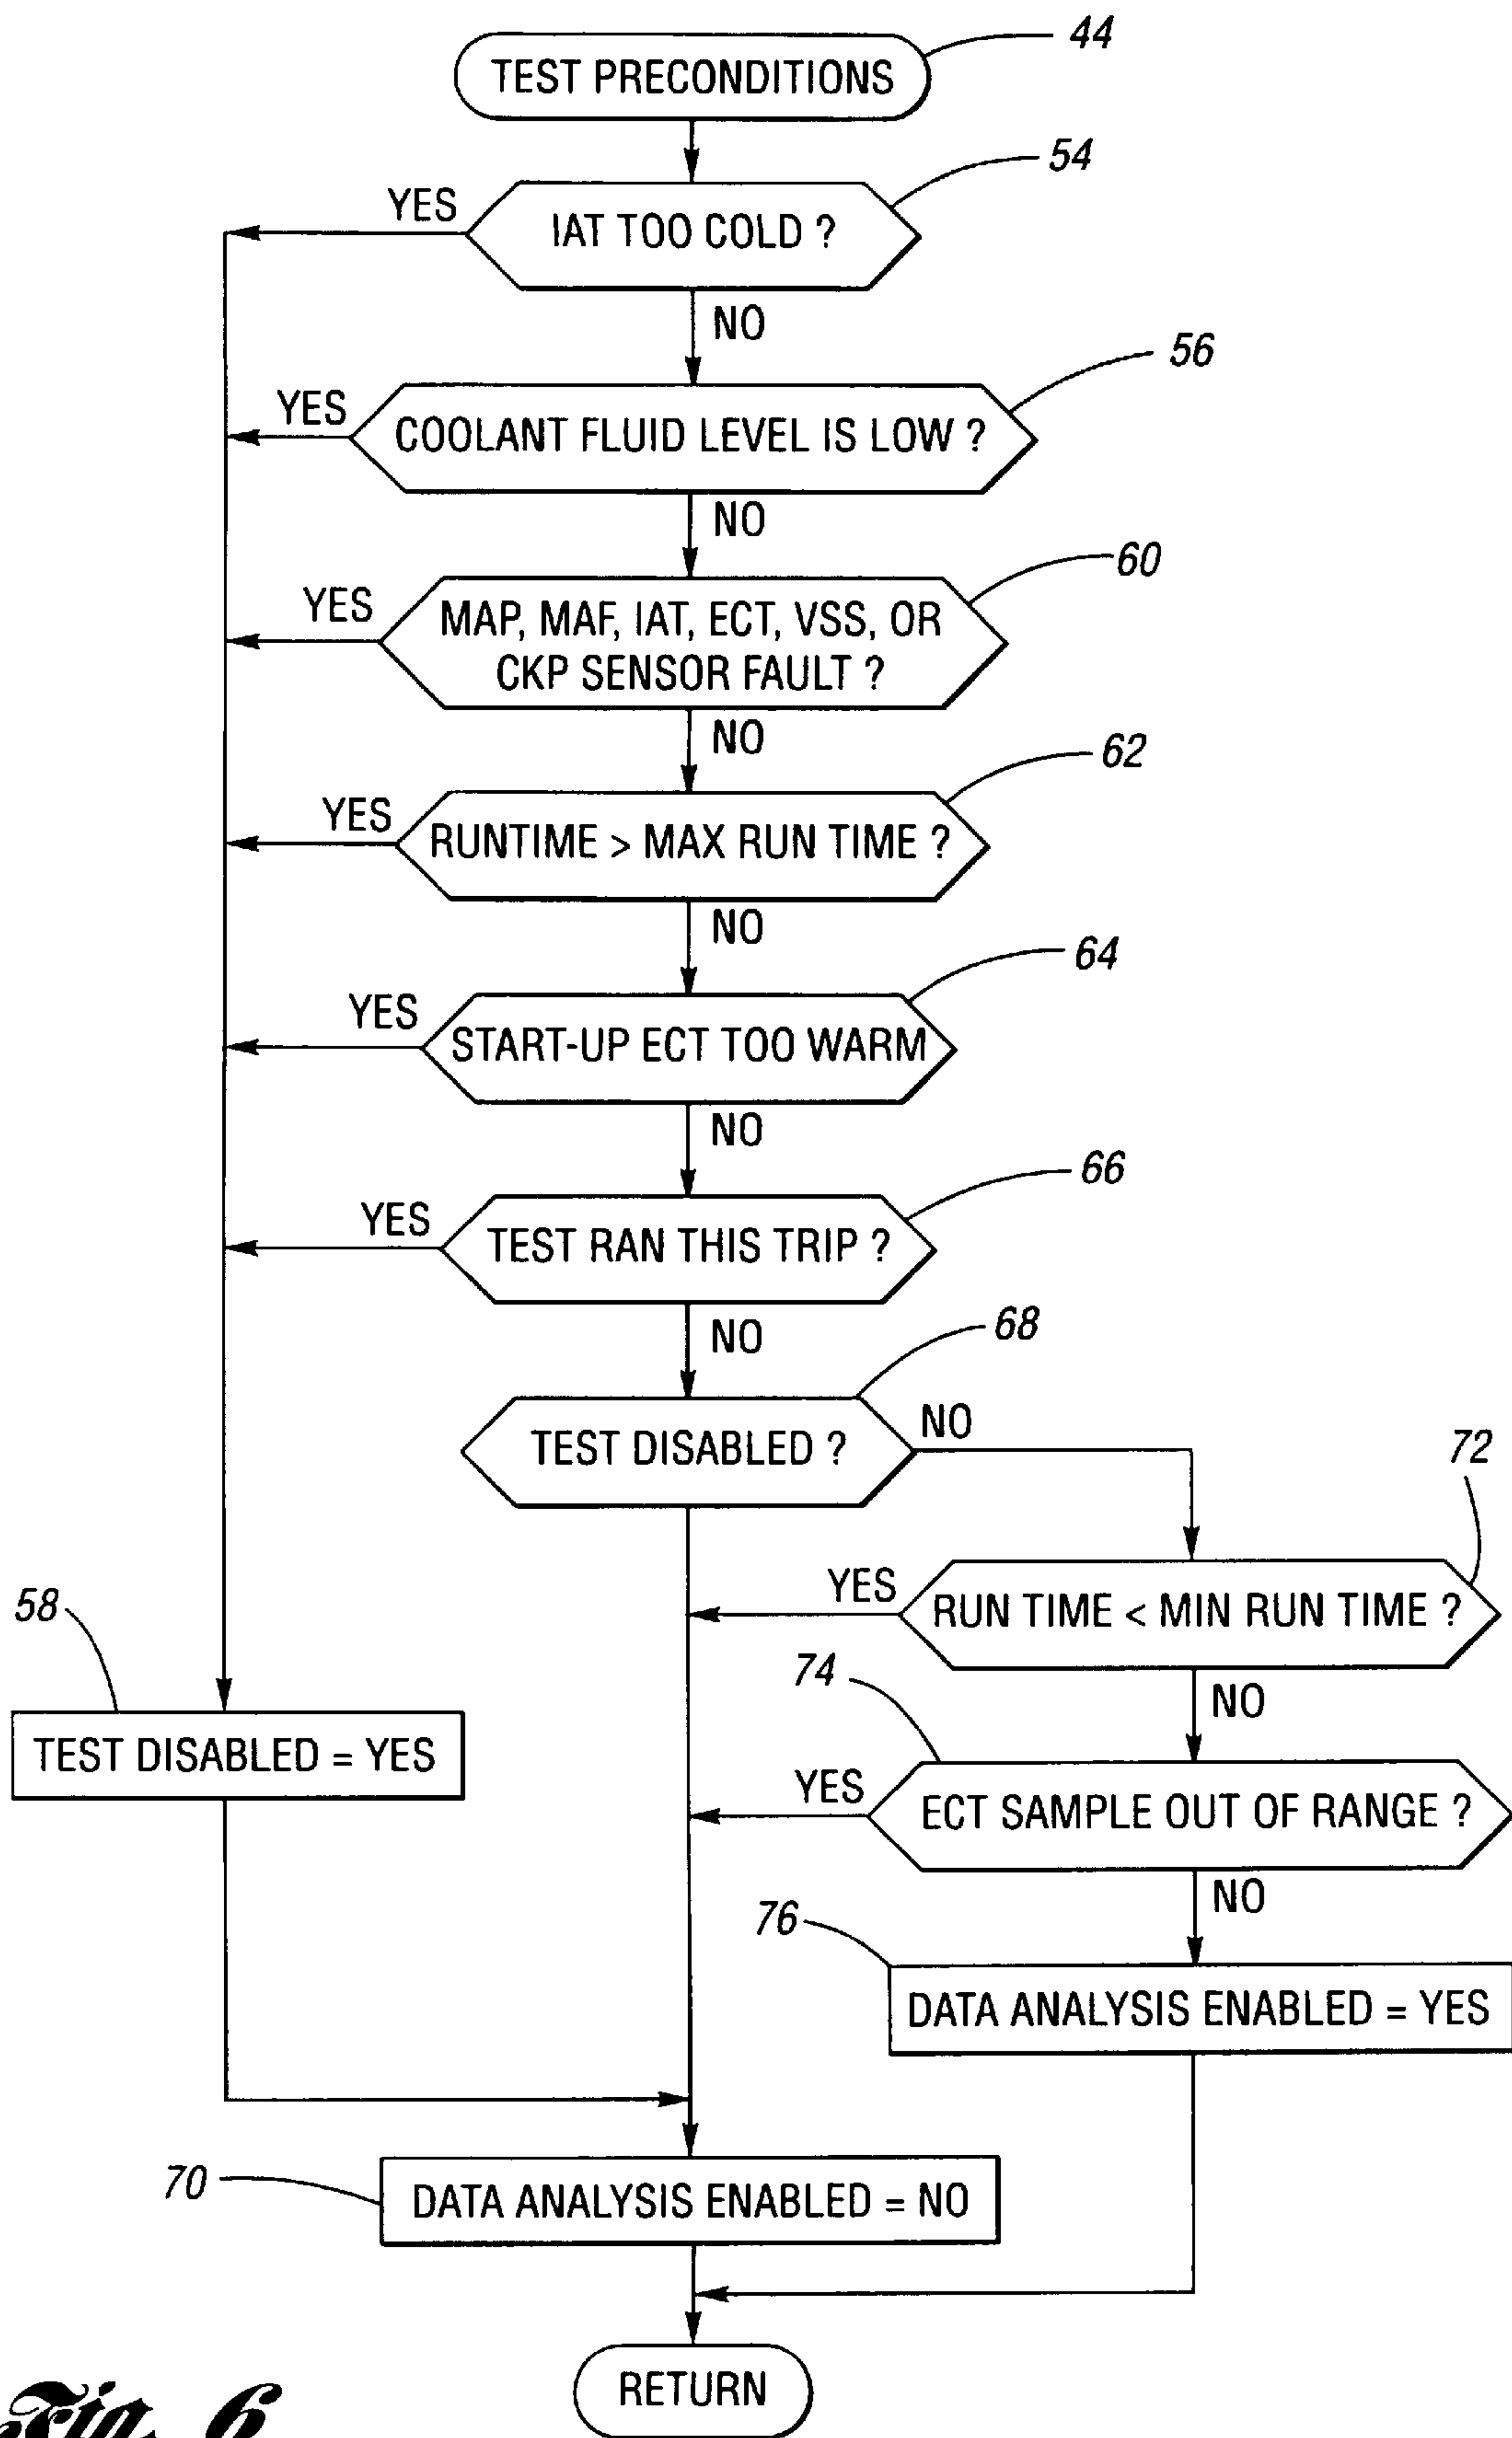 44
TEST PRECONDITIONS
54
YES
IAT TOO COLD ?
NO
56
YES
COOLANT FLUID LEVEL IS LOW ?
NO
60
YES
MAP, MAF, IAT, ECT, VSS, OR
CKP SENSOR FAULT ?
NO
62
YES
RUNTIME > MAX RUN TIME ?
NO
64
YES
START-UP ECT TOO WARM
NO
66
YES
TEST RAN THIS TRIP ?
NO
68
TEST DISABLED ?
NO
72
YES
RUN TIME < MIN RUN TIME ?
NO
58
TEST DISABLED = YES
74
YES
ECT SAMPLE OUT OF RANGE ?
NO
76
DATA ANALYSIS ENABLED = YES
70
DATA ANALYSIS ENABLED = NO
RETURN
Fig. 6